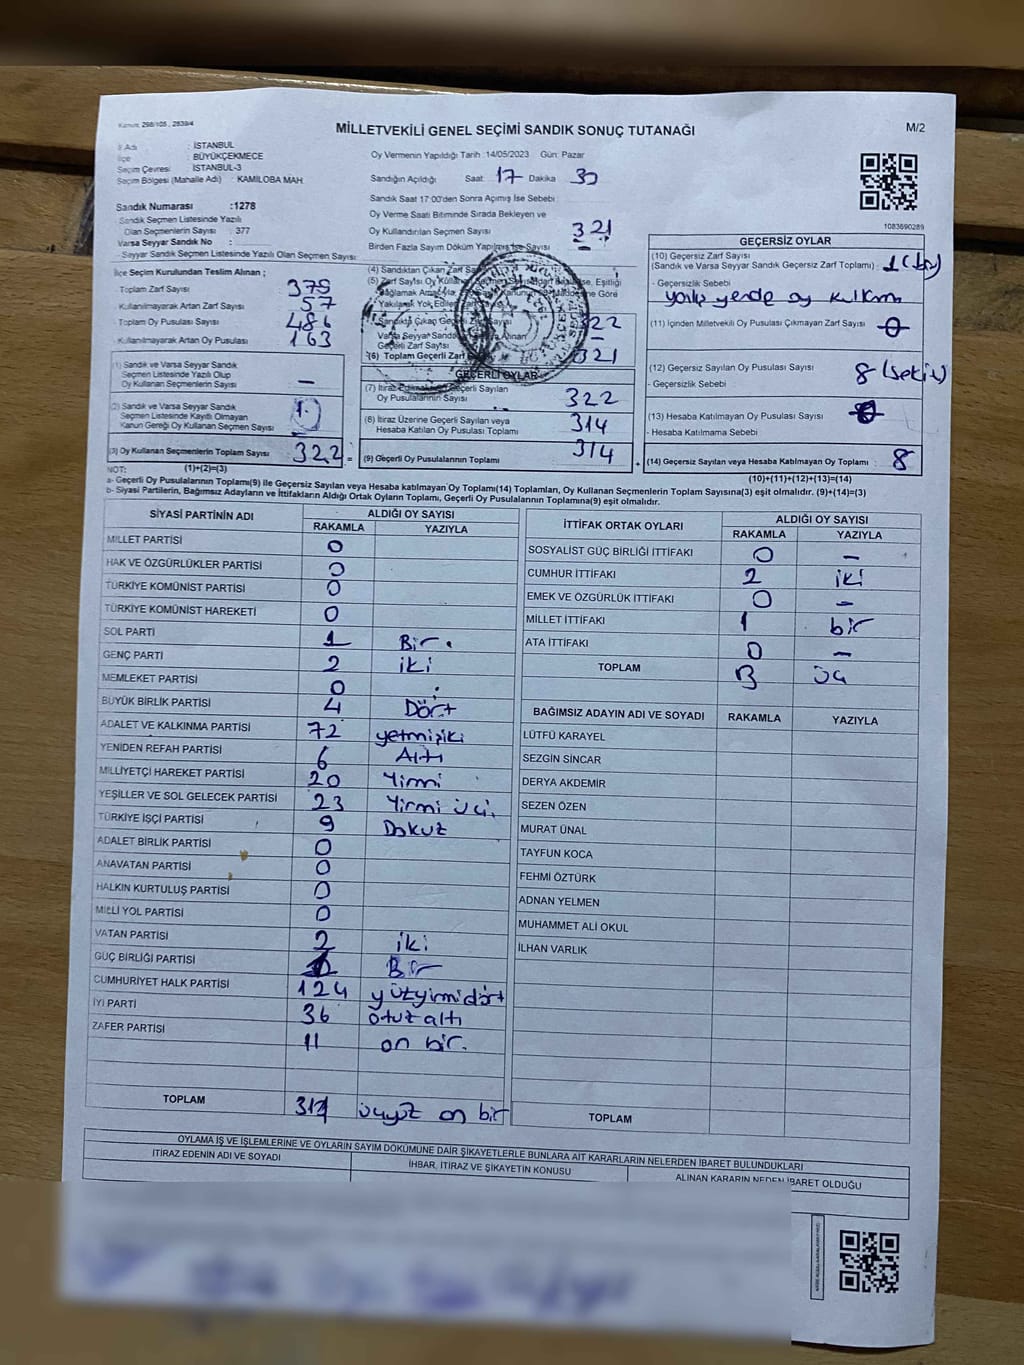 Kanun: 298/105, 2839/4
MİLLETVEKİLİ GENEL SEÇİMİ SANDIK SONUÇ TUTANAĞI
M/2
İl Adı : İSTANBUL
İlçe : BÜYÜKÇEKMECE
Seçim Çevresi : İSTANBUL-3
Seçim Bölgesi (Mahalle Adı) : KAMİLOBA MAH
Sandık Numarası :1278
Sandık Seçmen Listesinde Yazılı
Olan Seçmenlerin Sayısı : 377
Varsa Seyyar Sandık No :
Seyyar Sandık Seçmen Listesinde Yazılı Olan Seçmen Sayısı:
Oy Vermenin Yapıldığı Tarih :14/05/2023 Gün: Pazar
Sandığın Açıldığı Saat: 17 Dakika 30
Sandık Saat 17:00'den Sonra Açımış İse Sebebi
Oy Verme Saati Bitiminde Sırada Bekleyen ve
Oy Kullandırılan Seçmen Sayısı 321
Birden Fazla Sayım Döküm Yapılmış İse Sayısı –
1083690289
İlçe Seçim Kurulundan Teslim Alınan ;
Toplam Zarf Sayısı 379
Kullanılmayarak Artan Zarf Sayısı 57
Toplam Oy Pusulası Sayısı 486
Kullanılmayarak Artan Oy Pusulası 163
(1) Sandık ve Varsa Seyyar Sandık
Seçmen Listesinde Yazılı Olup
Oy Kullanan Seçmenlerin Sayısı –
(2) Sandık ve Varsa Seyyar Sandık
Seçmen Listesinde Kayıtlı Olmayan
Kanun Gereği Oy Kullanan Seçmen Sayısı 1
(3) Oy Kullanan Seçmenlerin Toplam Sayısı 322 =
NOT: (1)+(2)=(3)
(4) Sandıktan Çıkan Zarf
(5) Zarf Sayısı Oy
Göre
Sandıkta Çıkan Geçerli Zarf Sayısı
Varsa Seyyar
Geçerli Zarf Sayısı –
(6) Toplam Geçerli Zarf 321
GEÇERLİ OYLAR
(7) İtiraz Edilmeden Geçerli Sayılan
Oy Pusulalarının Sayısı 322
(8) İtiraz Üzerine Geçerli Sayılan veya
Hesaba Katılan Oy Pusulası Toplamı 314
(9) Geçerli Oy Pusulalarının Toplamı 314 +
GEÇERSİZ OYLAR
(10) Geçersiz Zarf Sayısı
(Sandık ve Varsa Seyyar Sandık Geçersiz Zarf Toplamı) : 1 (bir)
- Geçersizlik Sebebi
yanlış yerde oy kullanma
(11) İçinden Milletvekili Oy Pusulası Çıkmayan Zarf Sayısı 0
(12) Geçersiz Sayılan Oy Pusulası Sayısı 8 (sekiz)
- Geçersizlik Sebebi
(13) Hesaba Katılmayan Oy Pusulası Sayısı
- Hesaba Katılmama Sebebi
(14) Geçersiz Sayılan veya Hesaba Katılmayan Oy Toplamı : 8
(10)+(11)+(12)+(13)=(14)
a- Geçerli Oy Pusulalarının Toplamı(9) ile Geçersiz Sayılan veya Hesaba katılmayan Oy Toplamı(14) Toplamları, Oy Kullanan Seçmenlerin Toplam Sayısına(3) eşit olmalıdır. (9)+(14)=(3)
b- Siyasi Partilerin, Bağımsız Adayların ve İttifakların Aldığı Ortak Oyların Toplamı, Geçerli Oy Pusulalarının Toplamına(9) eşit olmalıdır.
SİYASİ PARTİNİN ADI ALDIĞI OY SAYISI
RAKAMLA YAZIYLA
MİLLET PARTİSİ 0
HAK VE ÖZGÜRLÜKLER PARTİSİ 0
TÜRKİYE KOMÜNİST PARTİSİ 0
TÜRKİYE KOMÜNİST HAREKETİ 0
SOL PARTİ 1 Bir
GENÇ PARTİ 2 iki
MEMLEKET PARTİSİ 0
BÜYÜK BİRLİK PARTİSİ 4 Dört
ADALET VE KALKINMA PARTİSİ 72 yetmişiki
YENİDEN REFAH PARTİSİ 6 Altı
MİLLİYETÇİ HAREKET PARTİSİ 20 Yirmi
YEŞİLLER VE SOL GELECEK PARTİSİ 23 Yirmi üç
TÜRKİYE İŞÇİ PARTİSİ 9 Dokuz
ADALET BİRLİK PARTİSİ 0
ANAVATAN PARTİSİ 0
HALKIN KURTULUŞ PARTİSİ 0
MİLLİ YOL PARTİSİ 0
VATAN PARTİSİ 2 iki
GÜÇ BİRLİĞİ PARTİSİ 1 Bir
CUMHURİYET HALK PARTİSİ 124 yüzyirmidört
İYİ PARTİ 36 otuz altı
ZAFER PARTİSİ 11 on bir.
TOPLAM 311 üçyüz on bir
İTTİFAK ORTAK OYLARI ALDIĞI OY SAYISI
RAKAMLA YAZIYLA
SOSYALİST GÜÇ BİRLİĞİ İTTİFAKI 0 –
CUMHUR İTTİFAKI 2 iki
EMEK VE ÖZGÜRLÜK İTTİFAKI 0 –
MİLLET İTTİFAKI 1 bir
ATA İTTİFAKI 0 –
TOPLAM 3 üç
BAĞIMSIZ ADAYIN ADI VE SOYADI RAKAMLA YAZIYLA
LÜTFÜ KARAYEL
SEZGİN SİNCAR
DERYA AKDEMİR
SEZEN ÖZEN
MURAT ÜNAL
TAYFUN KOCA
FEHMİ ÖZTÜRK
ADNAN YELMEN
MUHAMMET ALİ OKUL
İLHAN VARLIK
TOPLAM
OYLAMA İŞ VE İŞLEMLERİNE VE OYLARIN SAYIM DÖKÜMÜNE DAİR ŞİKAYETLERLE BUNLARA AİT KARARLARIN NELERDEN İBARET BULUNDUKLARI
İTİRAZ EDENİN ADI VE SOYADI İHBAR, İTİRAZ VE ŞİKAYETİN KONUSU ALINAN KARARIN NEDEN İBARET OLDUĞU